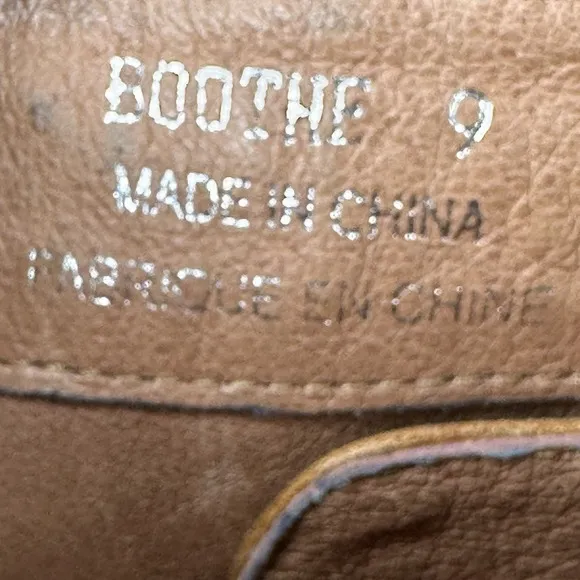 BOOTHE 9
MADE IN CHINA
FABRIQUE EN CHINE